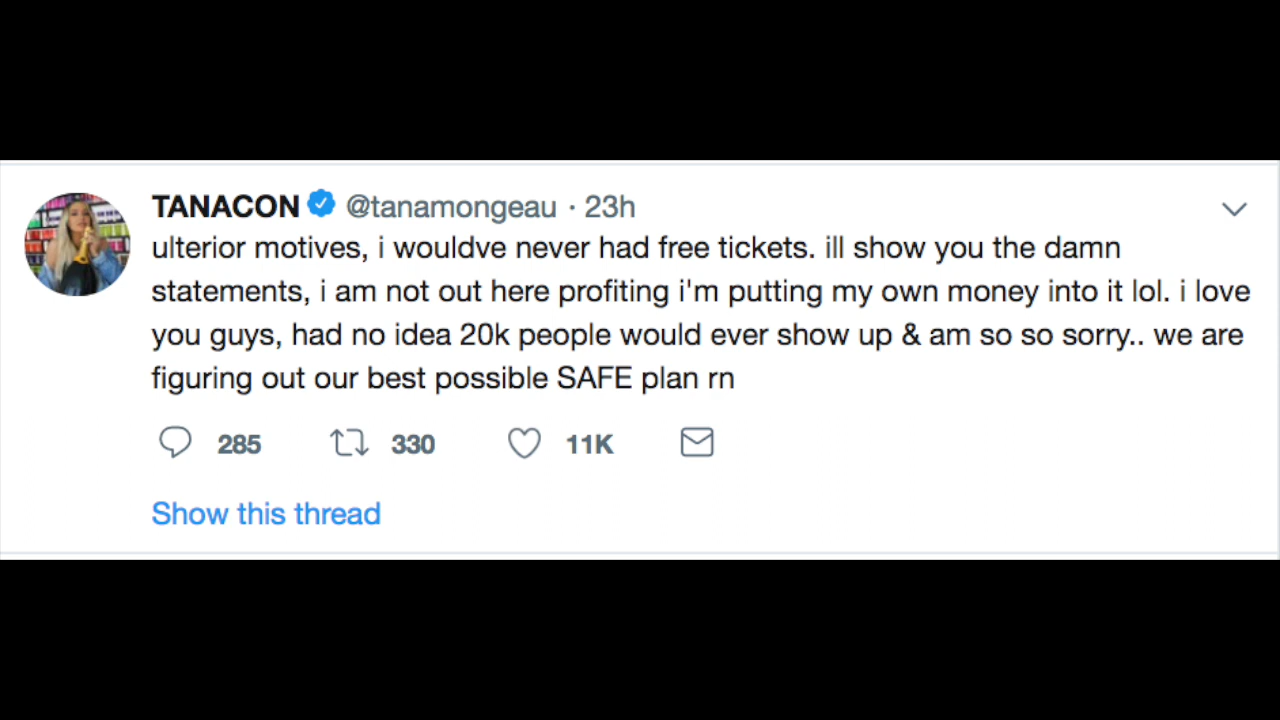 TANACON @tanamongeau · 23h
ulterior motives, i wouldve never had free tickets. ill show you the damn
statements, i am not out here profiting i'm putting my own money into it lol. i love
you guys, had no idea 20k people would ever show up & am so so sorry.. we are
figuring out our best possible SAFE plan rn
285 330 11K
Show this thread